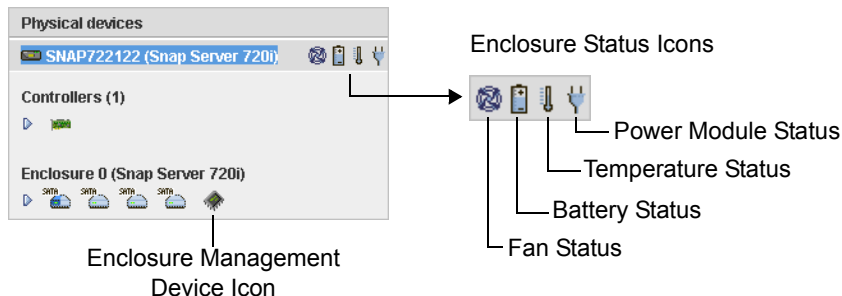 Physical devices
SNAP722122 (Snap Server 720i)
Controllers (1)
Enclosure 0 (Snap Server 720i)
SATA SATA SATA SATA
Enclosure Management
Device Icon
Enclosure Status Icons
Power Module Status
Temperature Status
Battery Status
Fan Status